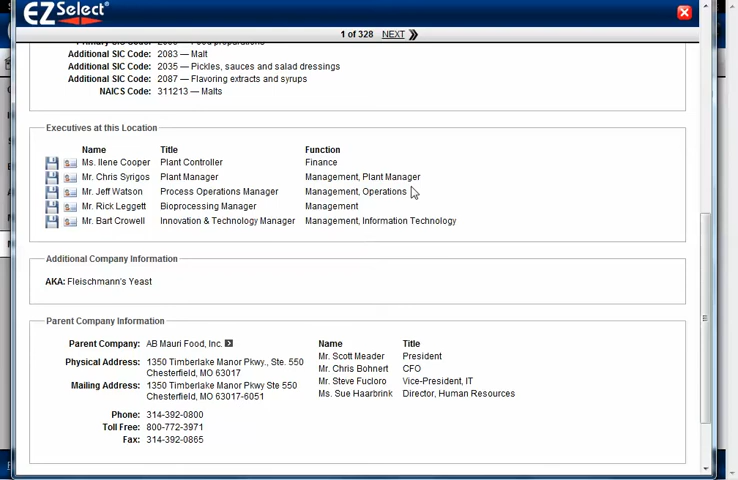 EZSelect®
1 of 328 NEXT
Primary SIC Code: 2099 — Food preparations
Additional SIC Code: 2083 — Malt
Additional SIC Code: 2035 — Pickles, sauces and salad dressings
Additional SIC Code: 2087 — Flavoring extracts and syrups
NAICS Code: 311213 — Malts
Executives at this Location
Name Title Function
Ms. Ilene Cooper Plant Controller Finance
Mr. Chris Syrigos Plant Manager Management, Plant Manager
Mr. Jeff Watson Process Operations Manager Management, Operations
Mr. Rick Leggett Bioprocessing Manager Management
Mr. Bart Crowell Innovation & Technology Manager Management, Information Technology
Additional Company Information
AKA: Fleischmann's Yeast
Parent Company Information
Parent Company: AB Mauri Food, Inc. Name Title
Mr. Scott Meader President
Physical Address: 1350 Timberlake Manor Pkwy., Ste. 550 Mr. Chris Bohnert CFO
Chesterfield, MO 63017 Mr. Steve Fucloro Vice-President, IT
Mailing Address: 1350 Timberlake Manor Pkwy Ste 550 Ms. Sue Haarbrink Director, Human Resources
Chesterfield, MO 63017-6051
Phone: 314-392-0800
Toll Free: 800-772-3971
Fax: 314-392-0865